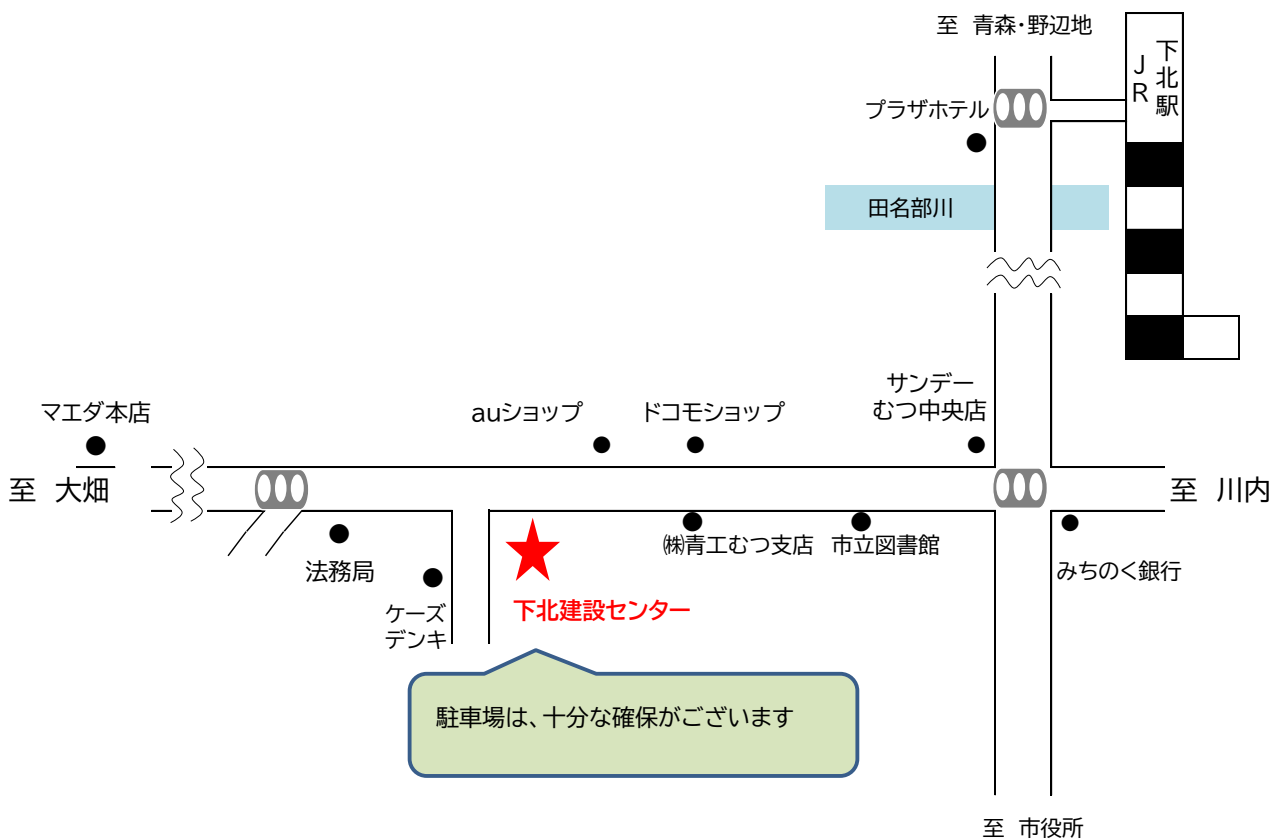 至 青森・野辺地
下北駅
JR
プラザホテル
田名部川
サンデー
むつ中央店
マエダ本店
auショップ
ドコモショップ
至 大畑
至 川内
㈱青工むつ支店
市立図書館
法務局
みちのく銀行
ケーズ
デンキ
下北建設センター
駐車場は、十分な確保がございます
至 市役所